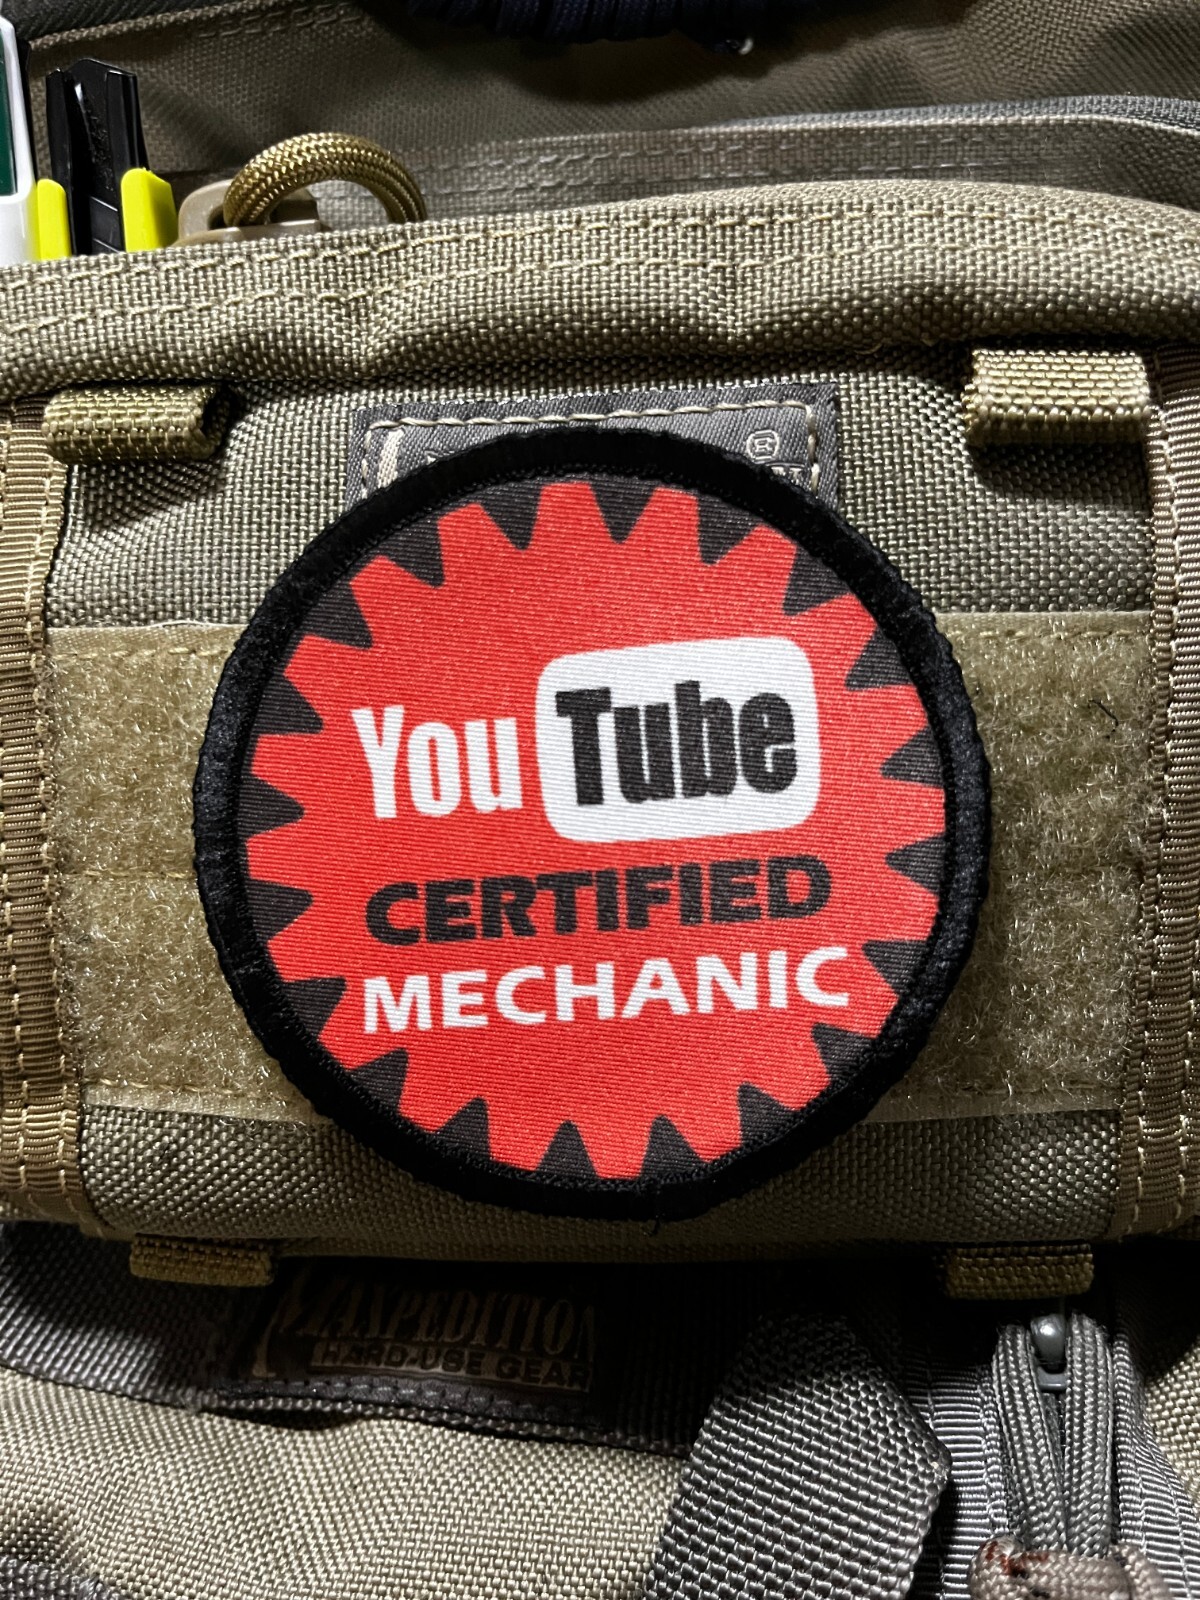 ®
YouTube
CERTIFIED
MECHANIC
MAXPEDITION
HARD-USE GEAR